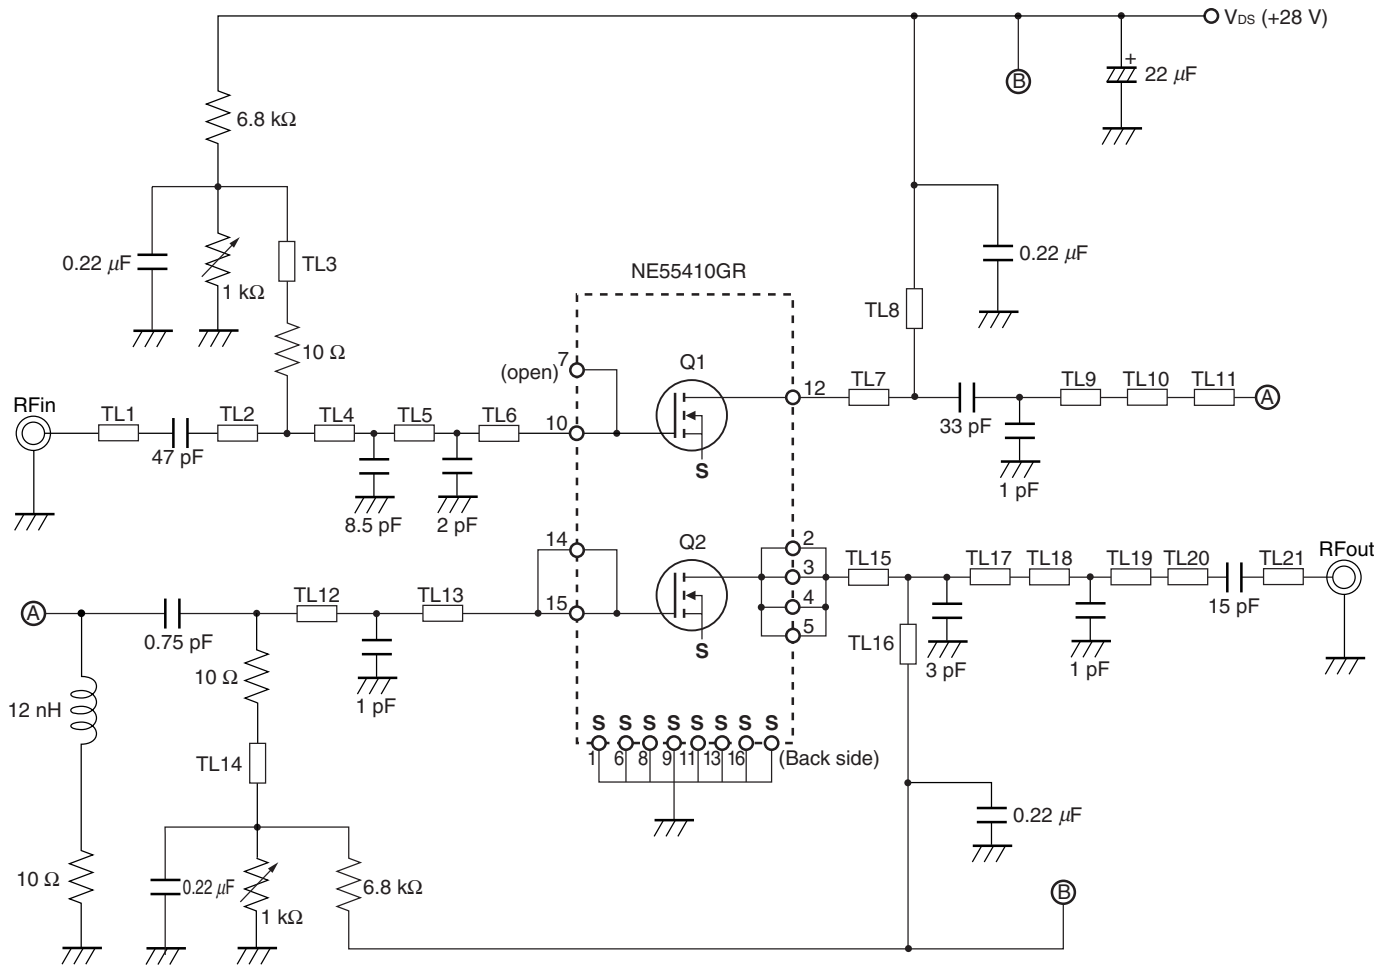 VDS (+28 V)
B
+
22 μF
6.8 kΩ
0.22 μF
1 kΩ
TL3
10 Ω
NE55410GR
0.22 μF
TL8
7
(open)
Q1
12
TL7
TL9
TL10
TL11
A
33 pF
1 pF
RFin
TL1
47 pF
TL2
TL4
TL5
TL6
10
S
8.5 pF
2 pF
14
Q2
2
3
4
5
TL15
TL17
TL18
TL19
TL20
TL21
RFout
15 pF
A
0.75 pF
TL12
TL13
15
S
TL16
3 pF
1 pF
10 Ω
1 pF
12 nH
TL14
S S S S S S S S
1 6 8 9 11 13 16 (Back side)
0.22 μF
10 Ω
0.22 μF
1 kΩ
6.8 kΩ
B